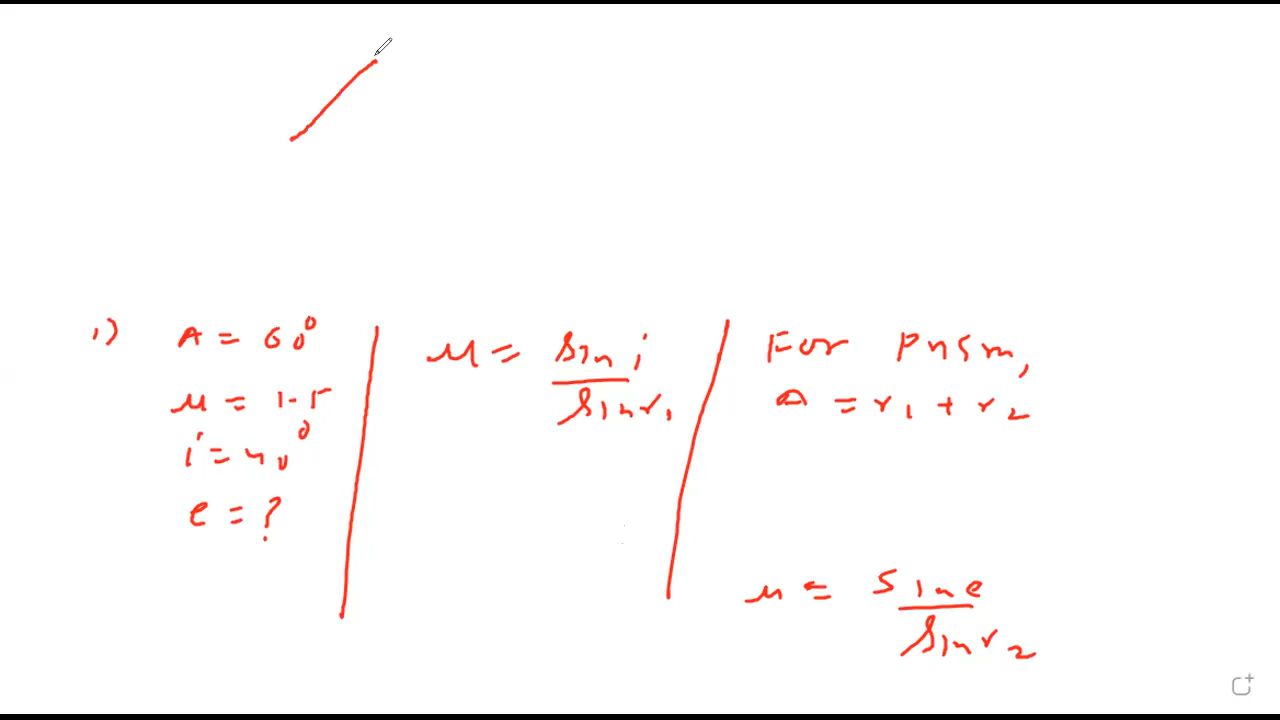 1) A = 60°
μ = 1.5
i = 40°
e = ?
μ = sin i / sin r₁
For prism,
A = r₁ + r₂
μ = sin e / sin r₂